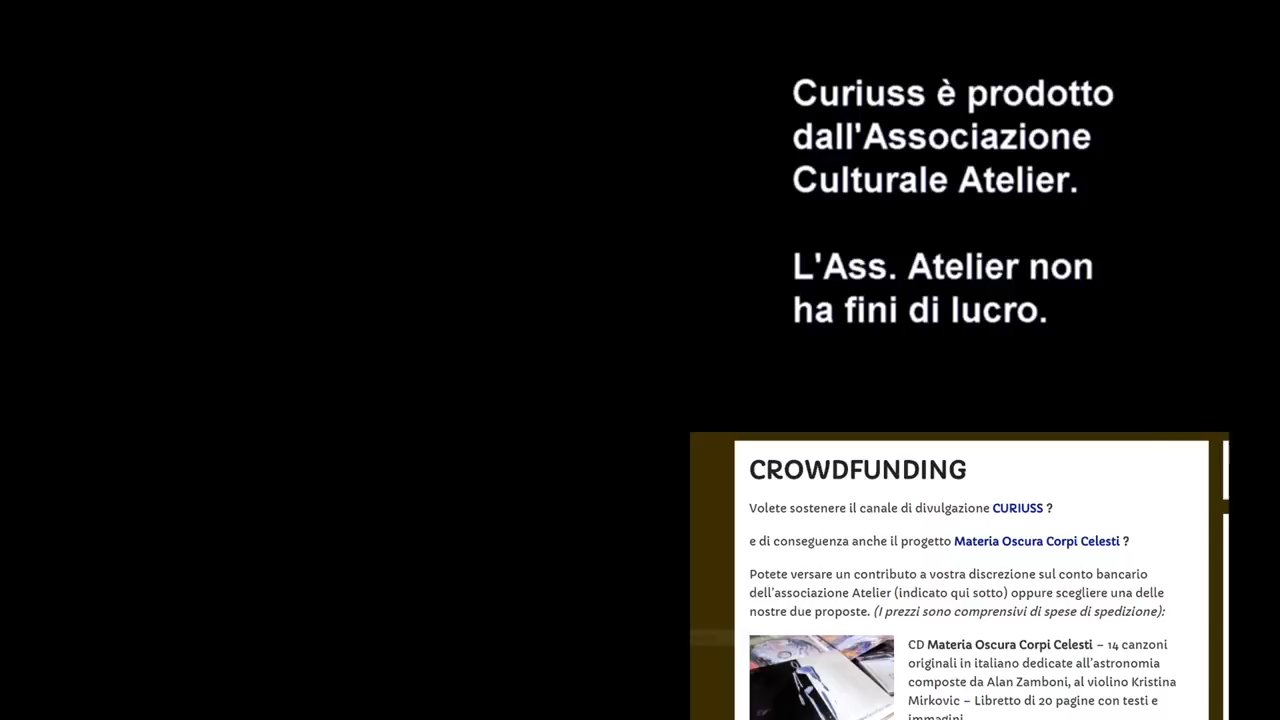 Curiuss è prodotto
dall'Associazione
Culturale Atelier.
L'Ass. Atelier non
ha fini di lucro.
CROWDFUNDING
Volete sostenere il canale di divulgazione CURIUSS ?
e di conseguenza anche il progetto Materia Oscura Corpi Celesti ?
Potete versare un contributo a vostra discrezione sul conto bancario
dell'associazione Atelier (indicato qui sotto) oppure scegliere una delle
nostre due proposte. (I prezzi sono comprensivi di spese di spedizione):
CD Materia Oscura Corpi Celesti – 14 canzoni
originali in italiano dedicate all'astronomia
composte da Alan Zamboni, al violino Kristina
Mirkovic – Libretto di 20 pagine con testi e
immagini